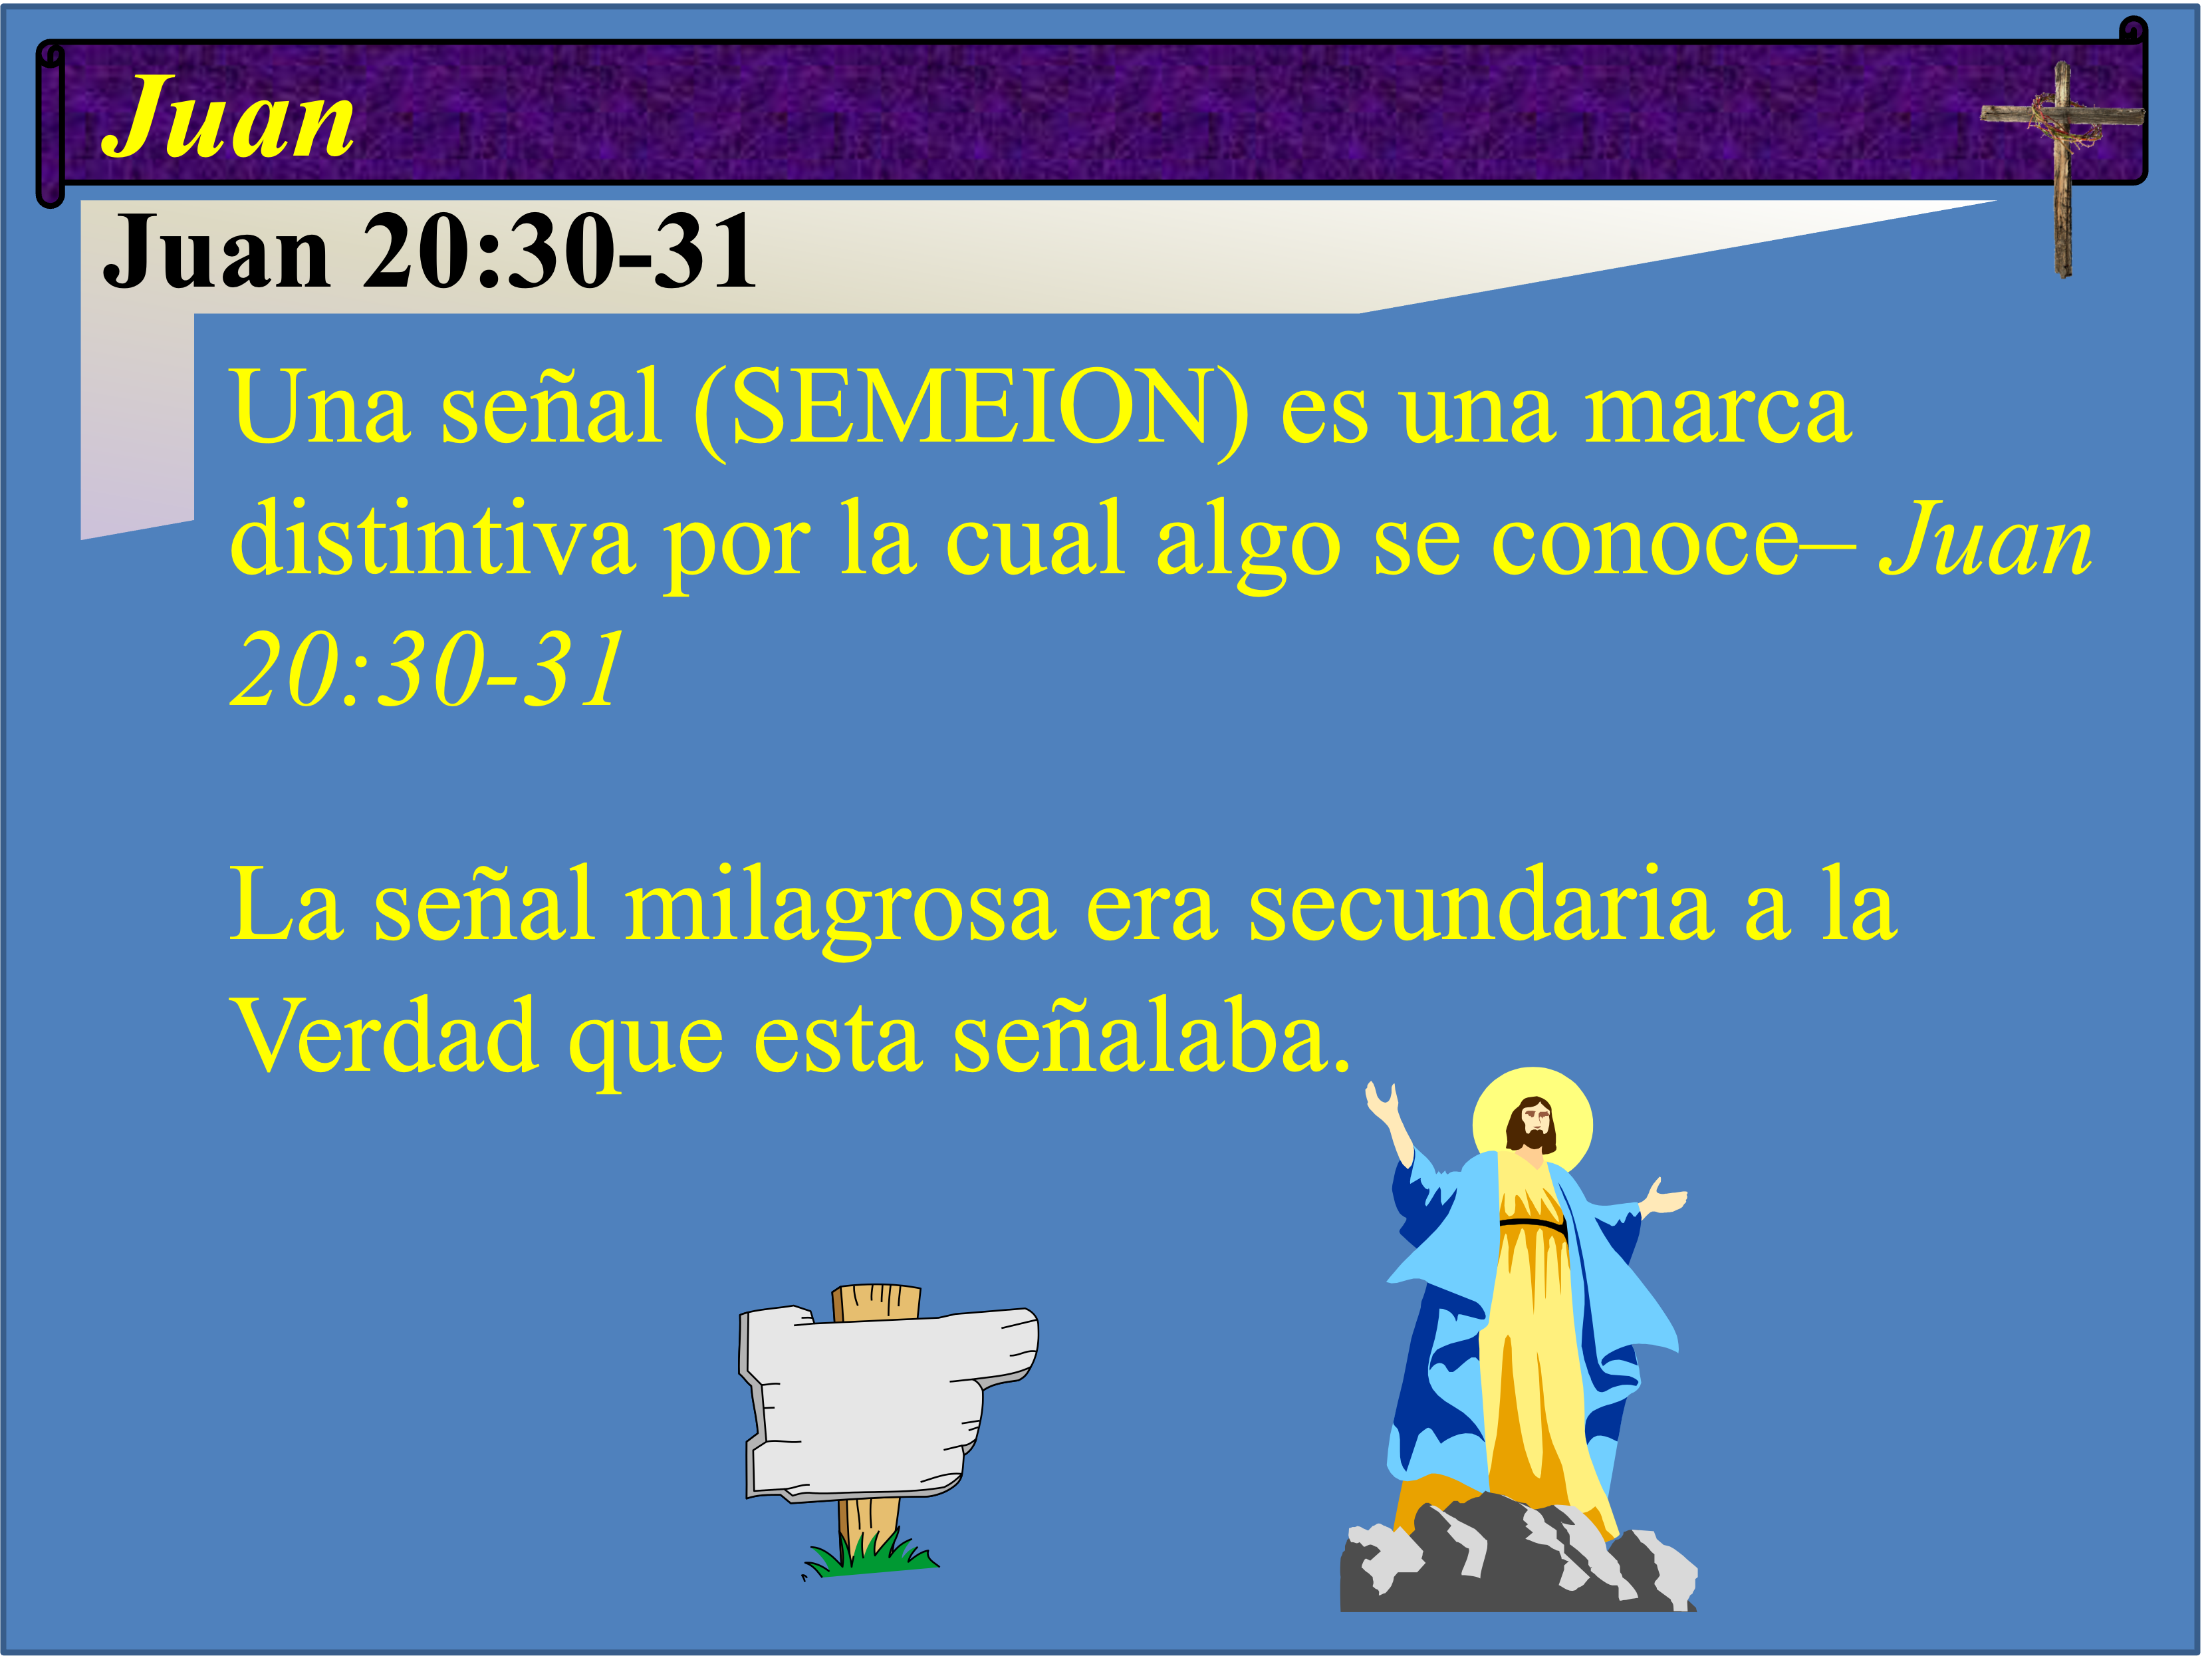 Juan
Juan 20:30-31
Una señal (SEMEION) es una marca
distintiva por la cual algo se conoce– Juan
20:30-31
La señal milagrosa era secundaria a la
Verdad que esta señalaba.